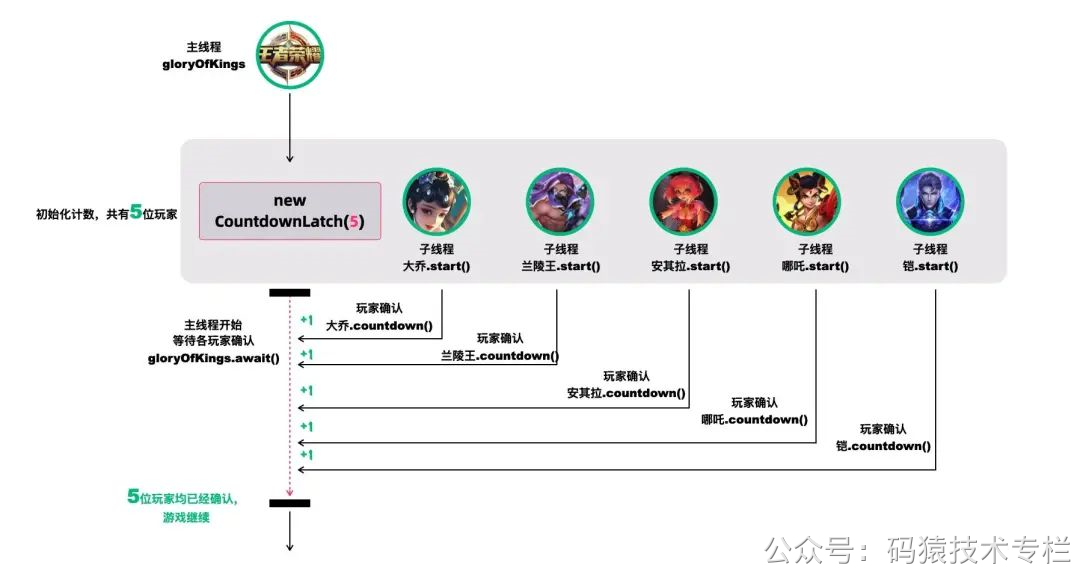 主线程
gloryOfKings
王者荣耀
初始化计数，共有5位玩家
new
CountdownLatch(5)
子线程
大乔.start()
子线程
兰陵王.start()
子线程
安其拉.start()
子线程
哪吒.start()
子线程
铠.start()
主线程开始
等待各玩家确认
gloryOfKings.await()
+1
玩家确认
大乔.countdown()
+1
玩家确认
兰陵王.countdown()
+1
玩家确认
安其拉.countdown()
+1
玩家确认
哪吒.countdown()
+1
玩家确认
铠.countdown()
5位玩家均已经确认，
游戏继续
公众号：码猿技术专栏